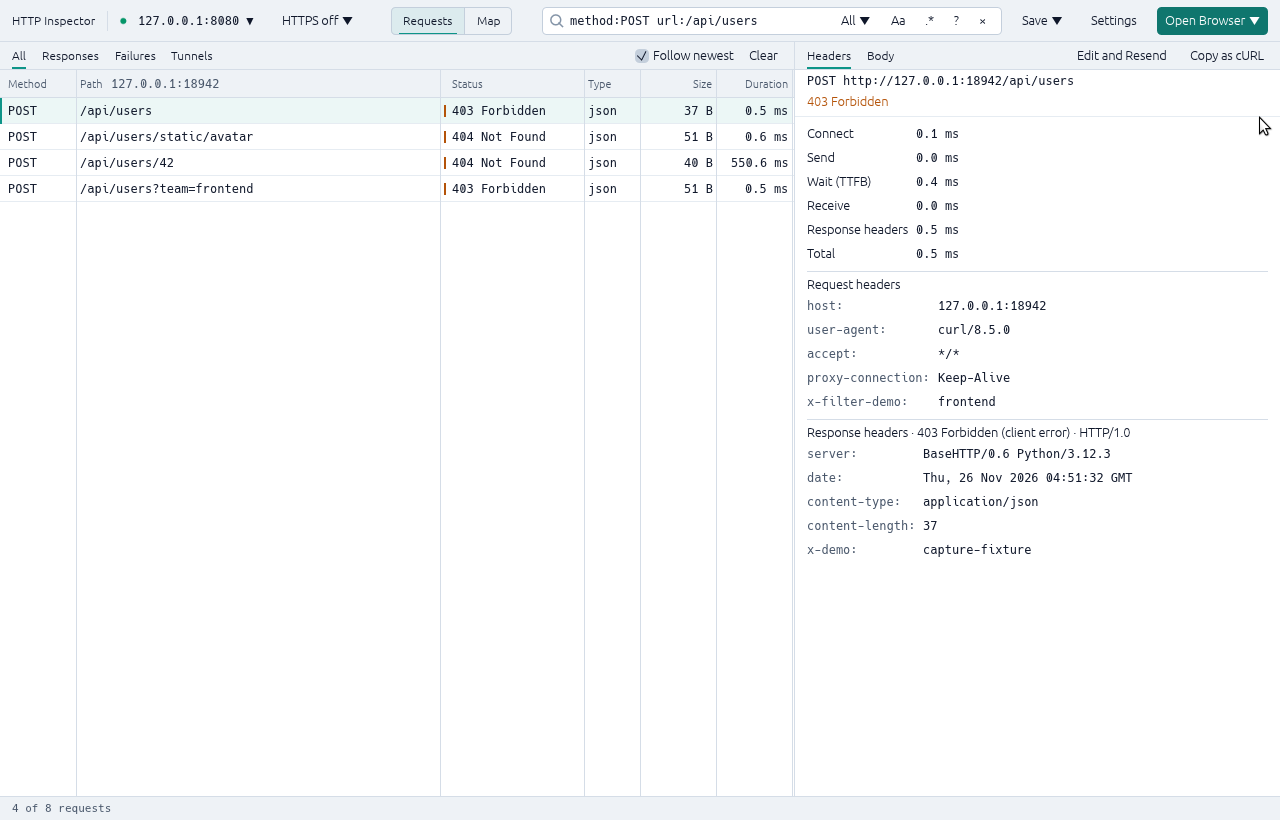 HTTP Inspector 127.0.0.1:8080 ▼ HTTPS off ▼ Requests Map method:POST url:/api/users All ▼ Aa .* ? × Save ▼ Settings Open Browser ▼
All Responses Failures Tunnels Follow newest Clear Headers Body Edit and Resend Copy as cURL
Method Path 127.0.0.1:18942 Status Type Size Duration
POST /api/users 403 Forbidden json 37 B 0.5 ms
POST /api/users/static/avatar 404 Not Found json 51 B 0.6 ms
POST /api/users/42 404 Not Found json 40 B 550.6 ms
POST /api/users?team=frontend 403 Forbidden json 51 B 0.5 ms
POST http://127.0.0.1:18942/api/users
403 Forbidden
Connect 0.1 ms
Send 0.0 ms
Wait (TTFB) 0.4 ms
Receive 0.0 ms
Response headers 0.5 ms
Total 0.5 ms
Request headers
host: 127.0.0.1:18942
user-agent: curl/8.5.0
accept: */*
proxy-connection: Keep-Alive
x-filter-demo: frontend
Response headers · 403 Forbidden (client error) · HTTP/1.0
server: BaseHTTP/0.6 Python/3.12.3
date: Thu, 26 Nov 2026 04:51:32 GMT
content-type: application/json
content-length: 37
x-demo: capture-fixture
4 of 8 requests